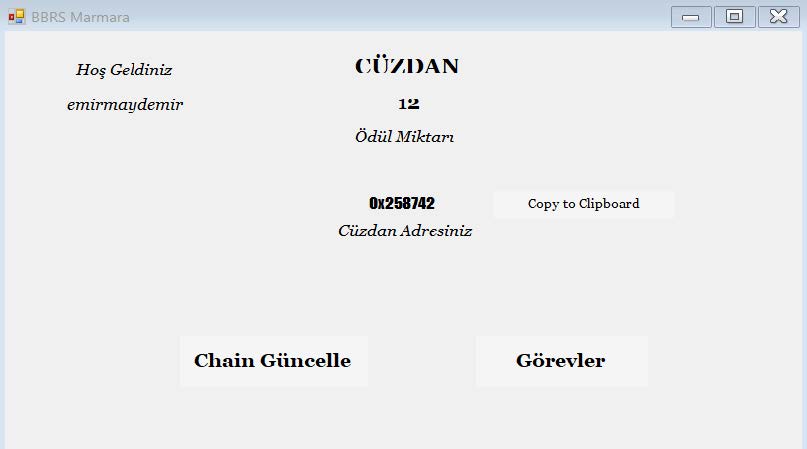 BBRS Marmara
Hoş Geldiniz
emirmaydemir
CÜZDAN
12
Ödül Miktarı
0x258742
Copy to Clipboard
Cüzdan Adresiniz
Chain Güncelle
Görevler